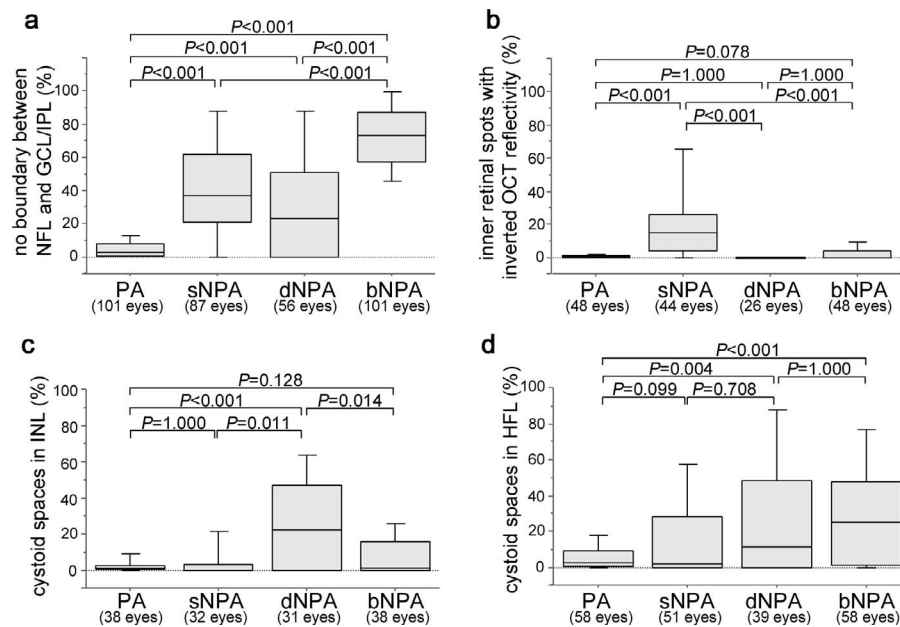 a
no boundary between
NFL and GCL/IPL (%)
P<0.001
P<0.001 P<0.001
P<0.001 P<0.001
100
80
60
40
20
0
PA sNPA dNPA bNPA
(101 eyes) (87 eyes) (56 eyes) (101 eyes)
b
inner retinal spots with
inverted OCT reflectivity (%)
P=0.078
P=1.000 P=1.000
P<0.001 P<0.001
P<0.001
100
80
60
40
20
0
PA sNPA dNPA bNPA
(48 eyes) (44 eyes) (26 eyes) (48 eyes)
c
cystoid spaces in INL (%)
P=0.128
P<0.001 P=0.014
P=1.000 P=0.011
100
80
60
40
20
0
PA sNPA dNPA bNPA
(38 eyes) (32 eyes) (31 eyes) (38 eyes)
d
cystoid spaces in HFL (%)
P<0.001
P=0.004 P=1.000
P=0.099 P=0.708
100
80
60
40
20
0
PA sNPA dNPA bNPA
(58 eyes) (51 eyes) (39 eyes) (58 eyes)